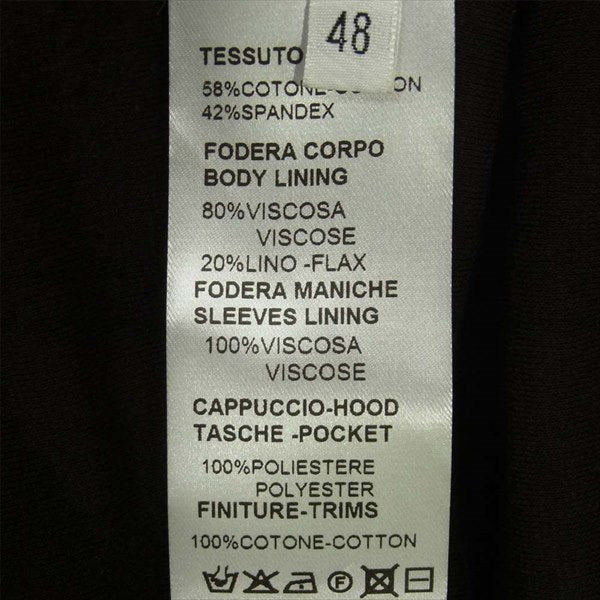 48
TESSUTO
58%COTONE-COTTON
42%SPANDEX
FODERA CORPO
BODY LINING
80%VISCOSA
VISCOSE
20%LINO -FLAX
FODERA MANICHE
SLEEVES LINING
100%VISCOSA
VISCOSE
CAPPUCCIO-HOOD
TASCHE -POCKET
100%POLIESTERE
POLYESTER
FINITURE-TRIMS
100%COTONE-COTTON
F